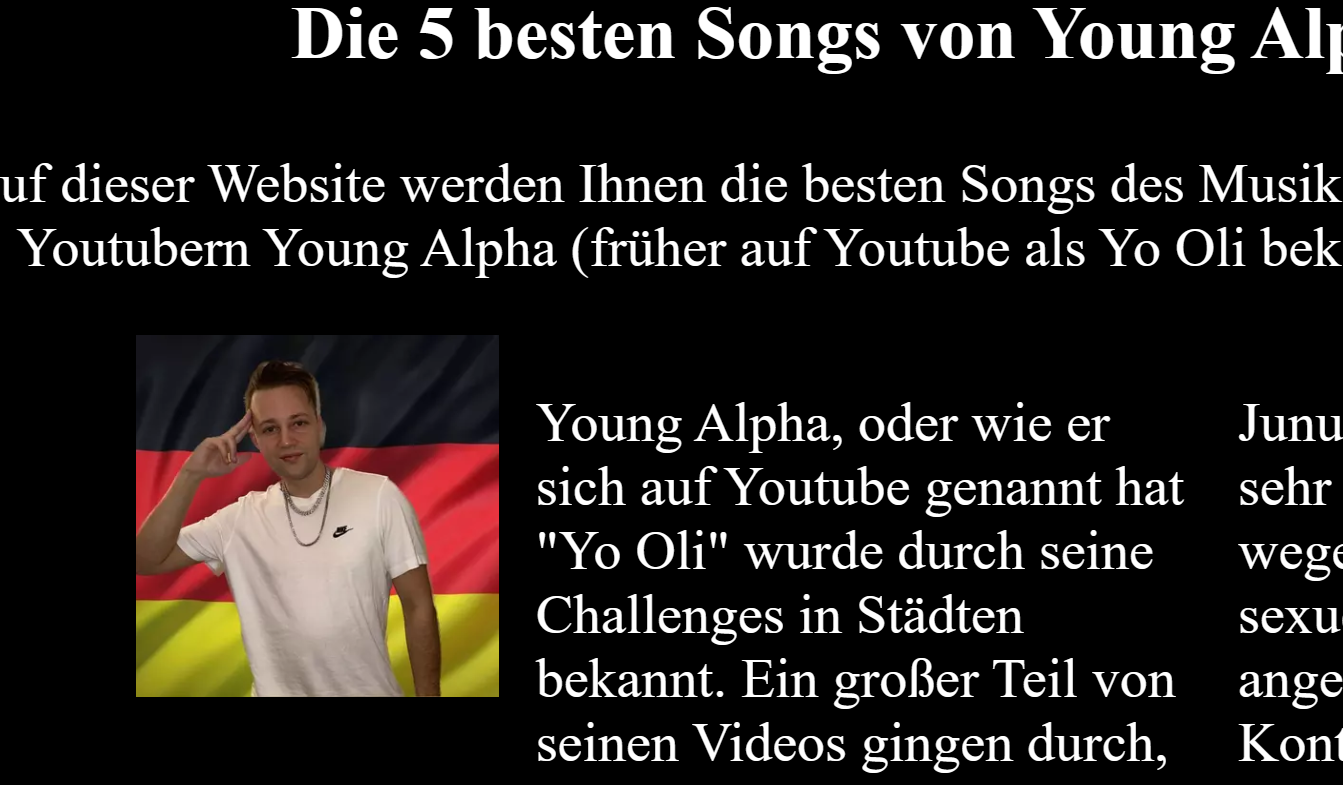 Die 5 besten Songs von Young Alp
uf dieser Website werden Ihnen die besten Songs des Musik
Youtubern Young Alpha (früher auf Youtube als Yo Oli bek
Young Alpha, oder wie er
sich auf Youtube genannt hat
"Yo Oli" wurde durch seine
Challenges in Städten
bekannt. Ein großer Teil von
seinen Videos gingen durch,
Junu
sehr
wege
sexu
ange
Kont